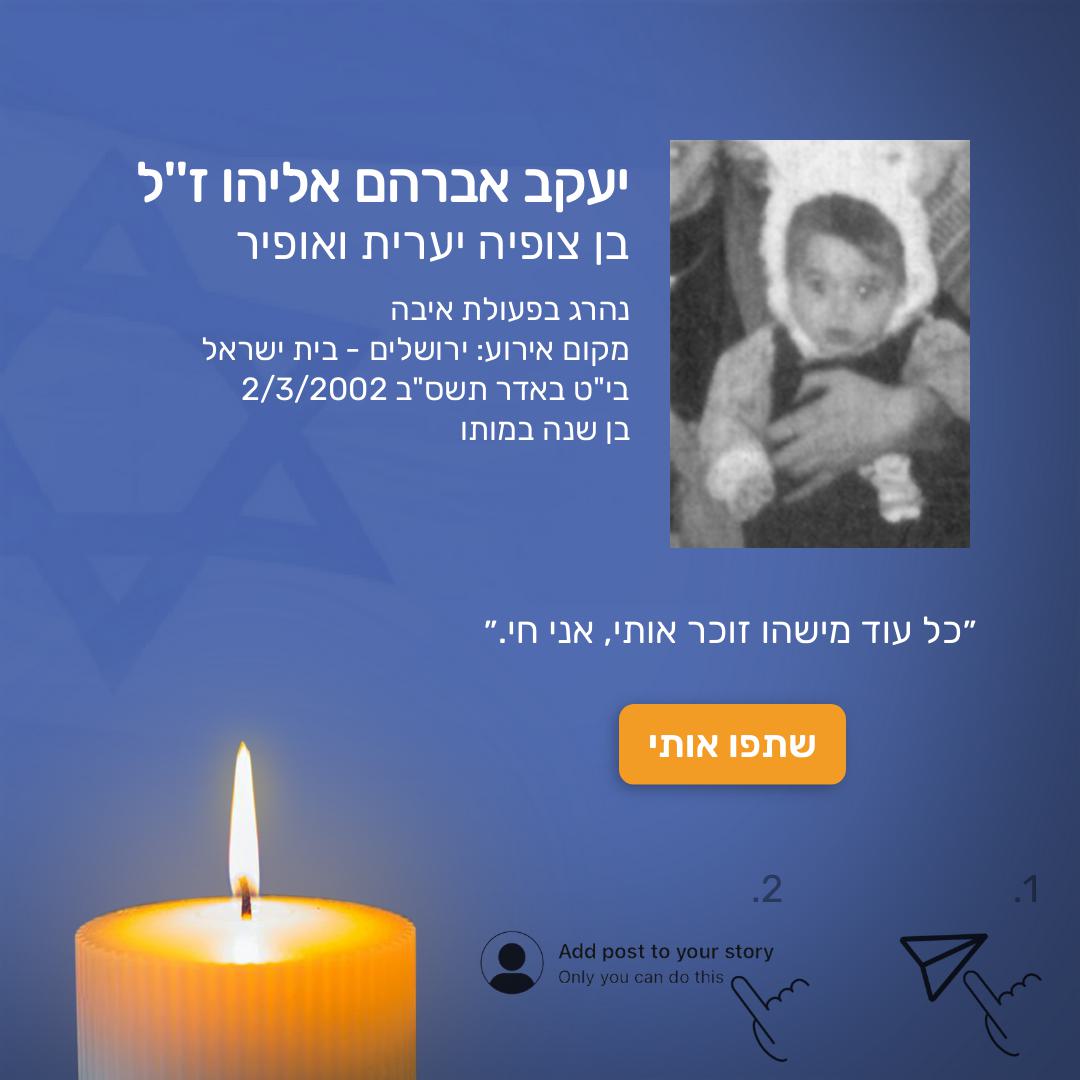 יעקב אברהם אליהו ז"ל
בן צופיה יערית ואופיר
נהרג בפעולת איבה
מקום אירוע: ירושלים - בית ישראל
בי"ט באדר תשס"ב 2/3/2002
בן שנה במותו
״כל עוד מישהו זוכר אותי, אני חי.״
שתפו אותי
1.
2.
Add post to your story
Only you can do this